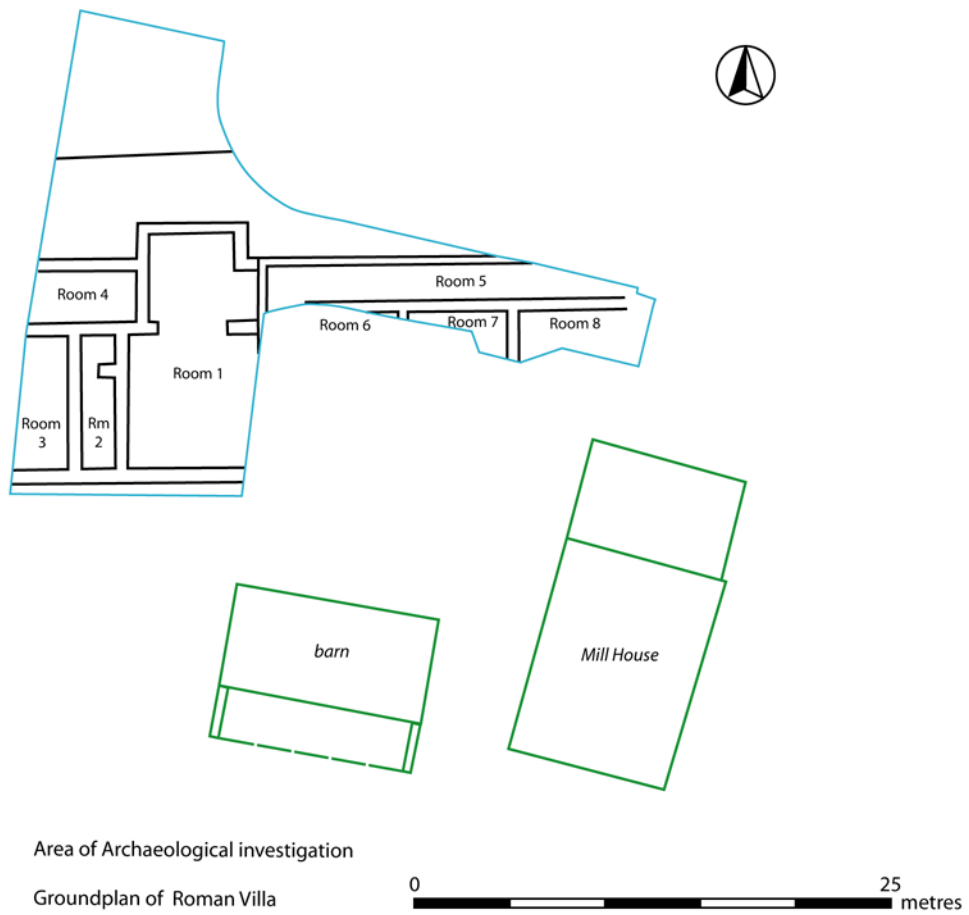 Room 4
Room 5
Room 6
Room 7
Room 8
Room 1
Room
3
Rm
2
barn
Mill House
Area of Archaeological investigation
Groundplan of Roman Villa
0
25
metres